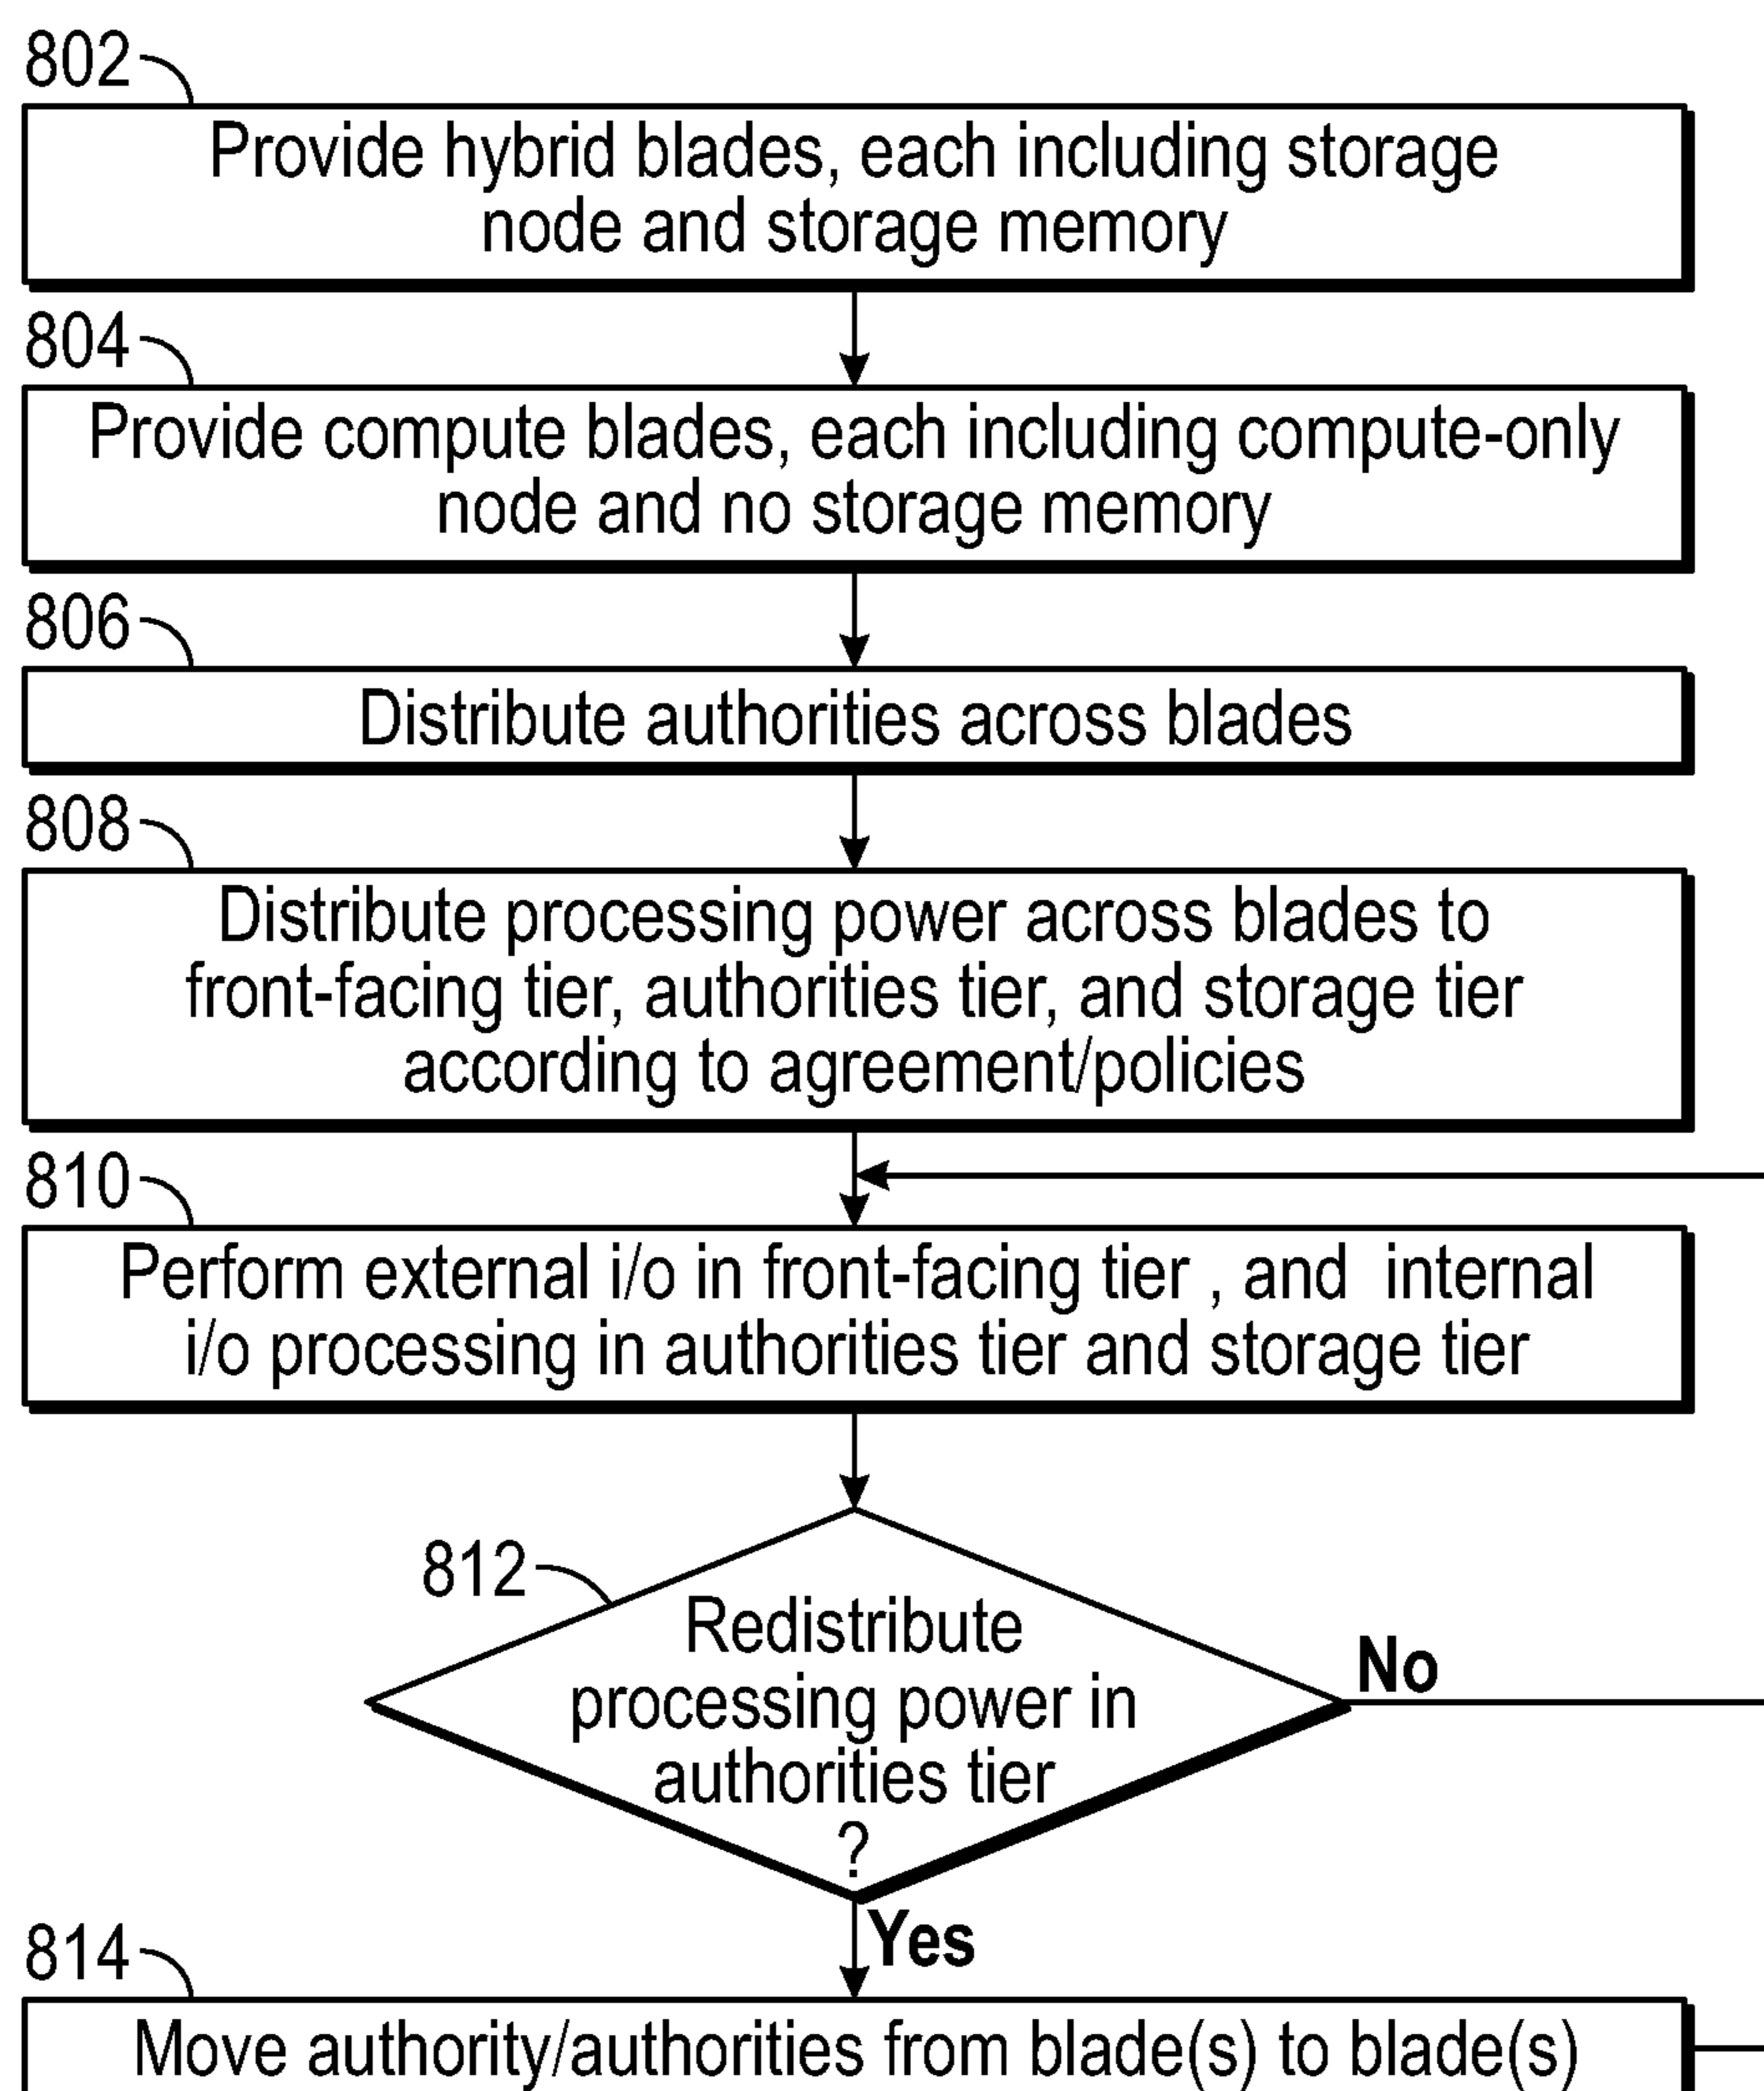 802
Provide hybrid blades, each including storage
node and storage memory
804
Provide compute blades, each including compute-only
node and no storage memory
806
Distribute authorities across blades
808
Distribute processing power across blades to
front-facing tier, authorities tier, and storage tier
according to agreement/policies
810
Perform external i/o in front-facing tier , and  internal
i/o processing in authorities tier and storage tier
812
Redistribute
processing power in
authorities tier
?
No
Yes
814
Move authority/authorities from blade(s) to blade(s)